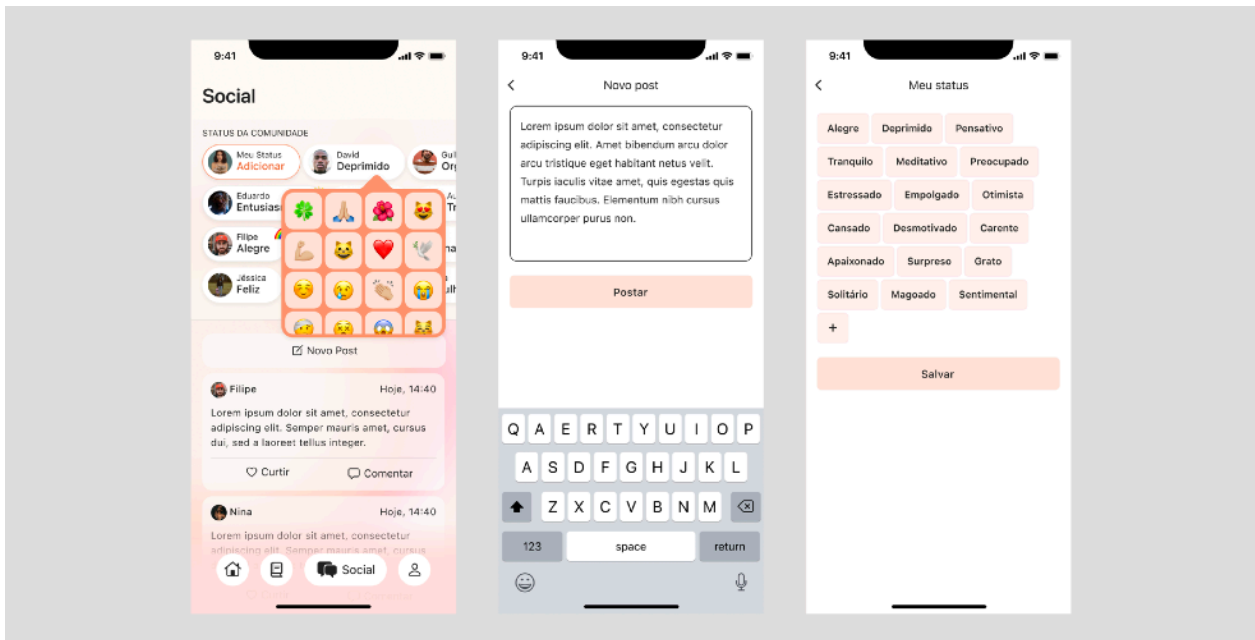 9:41
Social
STATUS DA COMUNIDADE
Meu Status
Adicionar
David
Deprimido
Eduardo
Filipe
Alegre
Jéssica
Feliz
Novo Post
Filipe
Hoje, 14:40
Lorem ipsum dolor sit amet, consectetur
adipiscing elit. Semper mauris amet, cursus
dui, sed a laoreet tellus integer.
Curtir
Comentar
Nina
Hoje, 14:40
Lorem ipsum dolor sit amet, consectetur
adipiscing elit. Semper mauris amet, cursus
Social
9:41
Novo post
Lorem ipsum dolor sit amet, consectetur
adipiscing elit. Amet bibendum arcu dolor
arcu tristique eget habitant netus velit.
Turpis iaculis vitae amet, quis egestas quis
mattis faucibus. Elementum nibh cursus
ullamcorper purus non.
Postar
Q A E R T Y U I O P
A S D F G H J K L
Z X C V B N M
123 space return
9:41
Meu status
Alegre Deprimido Pensativo
Tranquilo Meditativo Preocupado
Estressado Empolgado Otimista
Cansado Desmotivado Carente
Apaixonado Surpreso Grato
Solitário Magoado Sentimental
+
Salvar